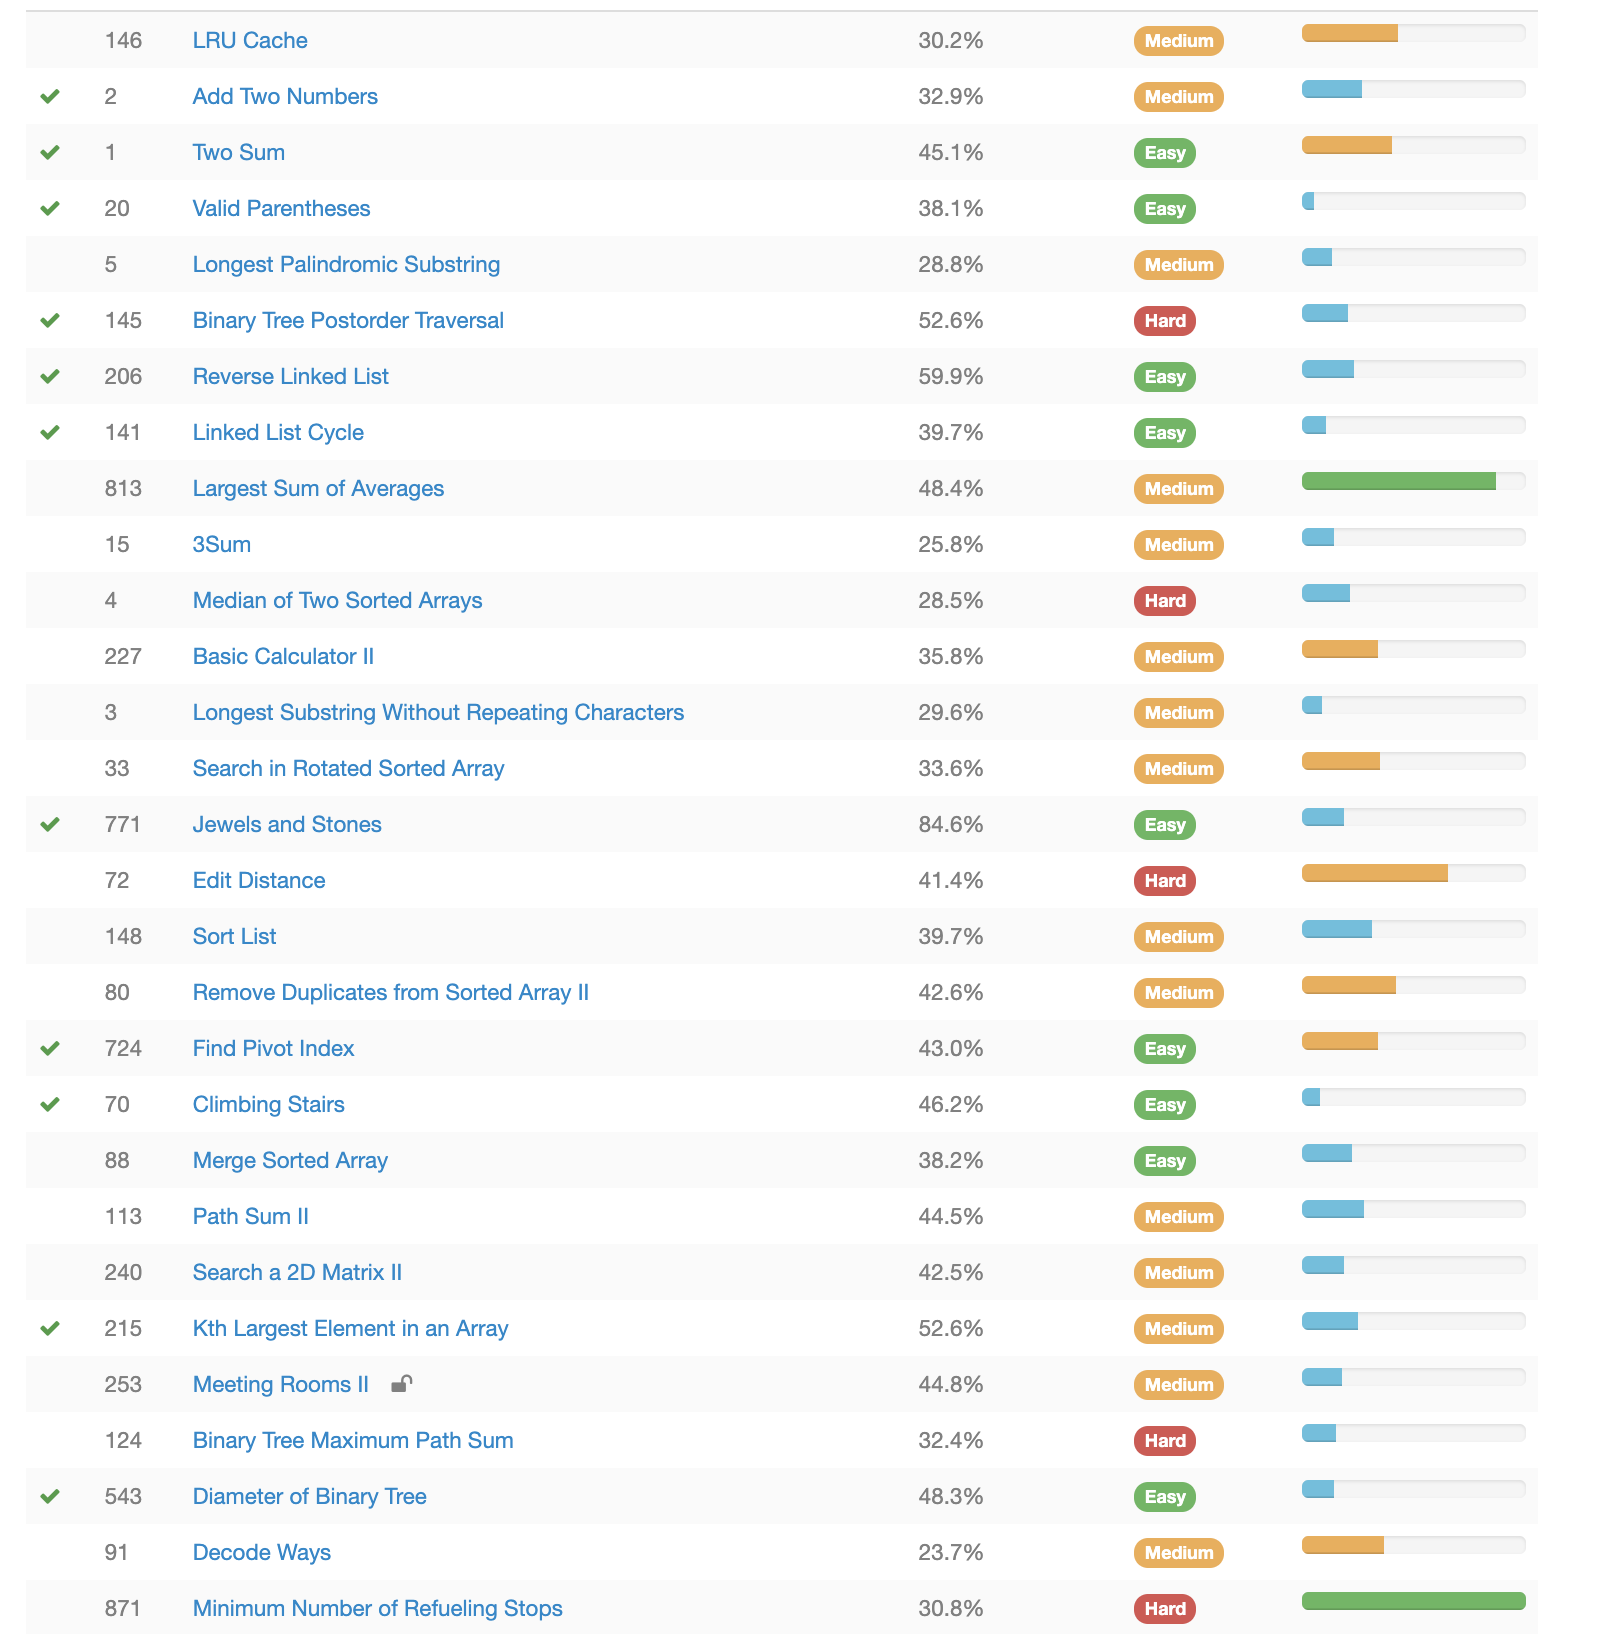 146 LRU Cache 30.2% Medium
2 Add Two Numbers 32.9% Medium
1 Two Sum 45.1% Easy
20 Valid Parentheses 38.1% Easy
5 Longest Palindromic Substring 28.8% Medium
145 Binary Tree Postorder Traversal 52.6% Hard
206 Reverse Linked List 59.9% Easy
141 Linked List Cycle 39.7% Easy
813 Largest Sum of Averages 48.4% Medium
15 3Sum 25.8% Medium
4 Median of Two Sorted Arrays 28.5% Hard
227 Basic Calculator II 35.8% Medium
3 Longest Substring Without Repeating Characters 29.6% Medium
33 Search in Rotated Sorted Array 33.6% Medium
771 Jewels and Stones 84.6% Easy
72 Edit Distance 41.4% Hard
148 Sort List 39.7% Medium
80 Remove Duplicates from Sorted Array II 42.6% Medium
724 Find Pivot Index 43.0% Easy
70 Climbing Stairs 46.2% Easy
88 Merge Sorted Array 38.2% Easy
113 Path Sum II 44.5% Medium
240 Search a 2D Matrix II 42.5% Medium
215 Kth Largest Element in an Array 52.6% Medium
253 Meeting Rooms II 44.8% Medium
124 Binary Tree Maximum Path Sum 32.4% Hard
543 Diameter of Binary Tree 48.3% Easy
91 Decode Ways 23.7% Medium
871 Minimum Number of Refueling Stops 30.8% Hard